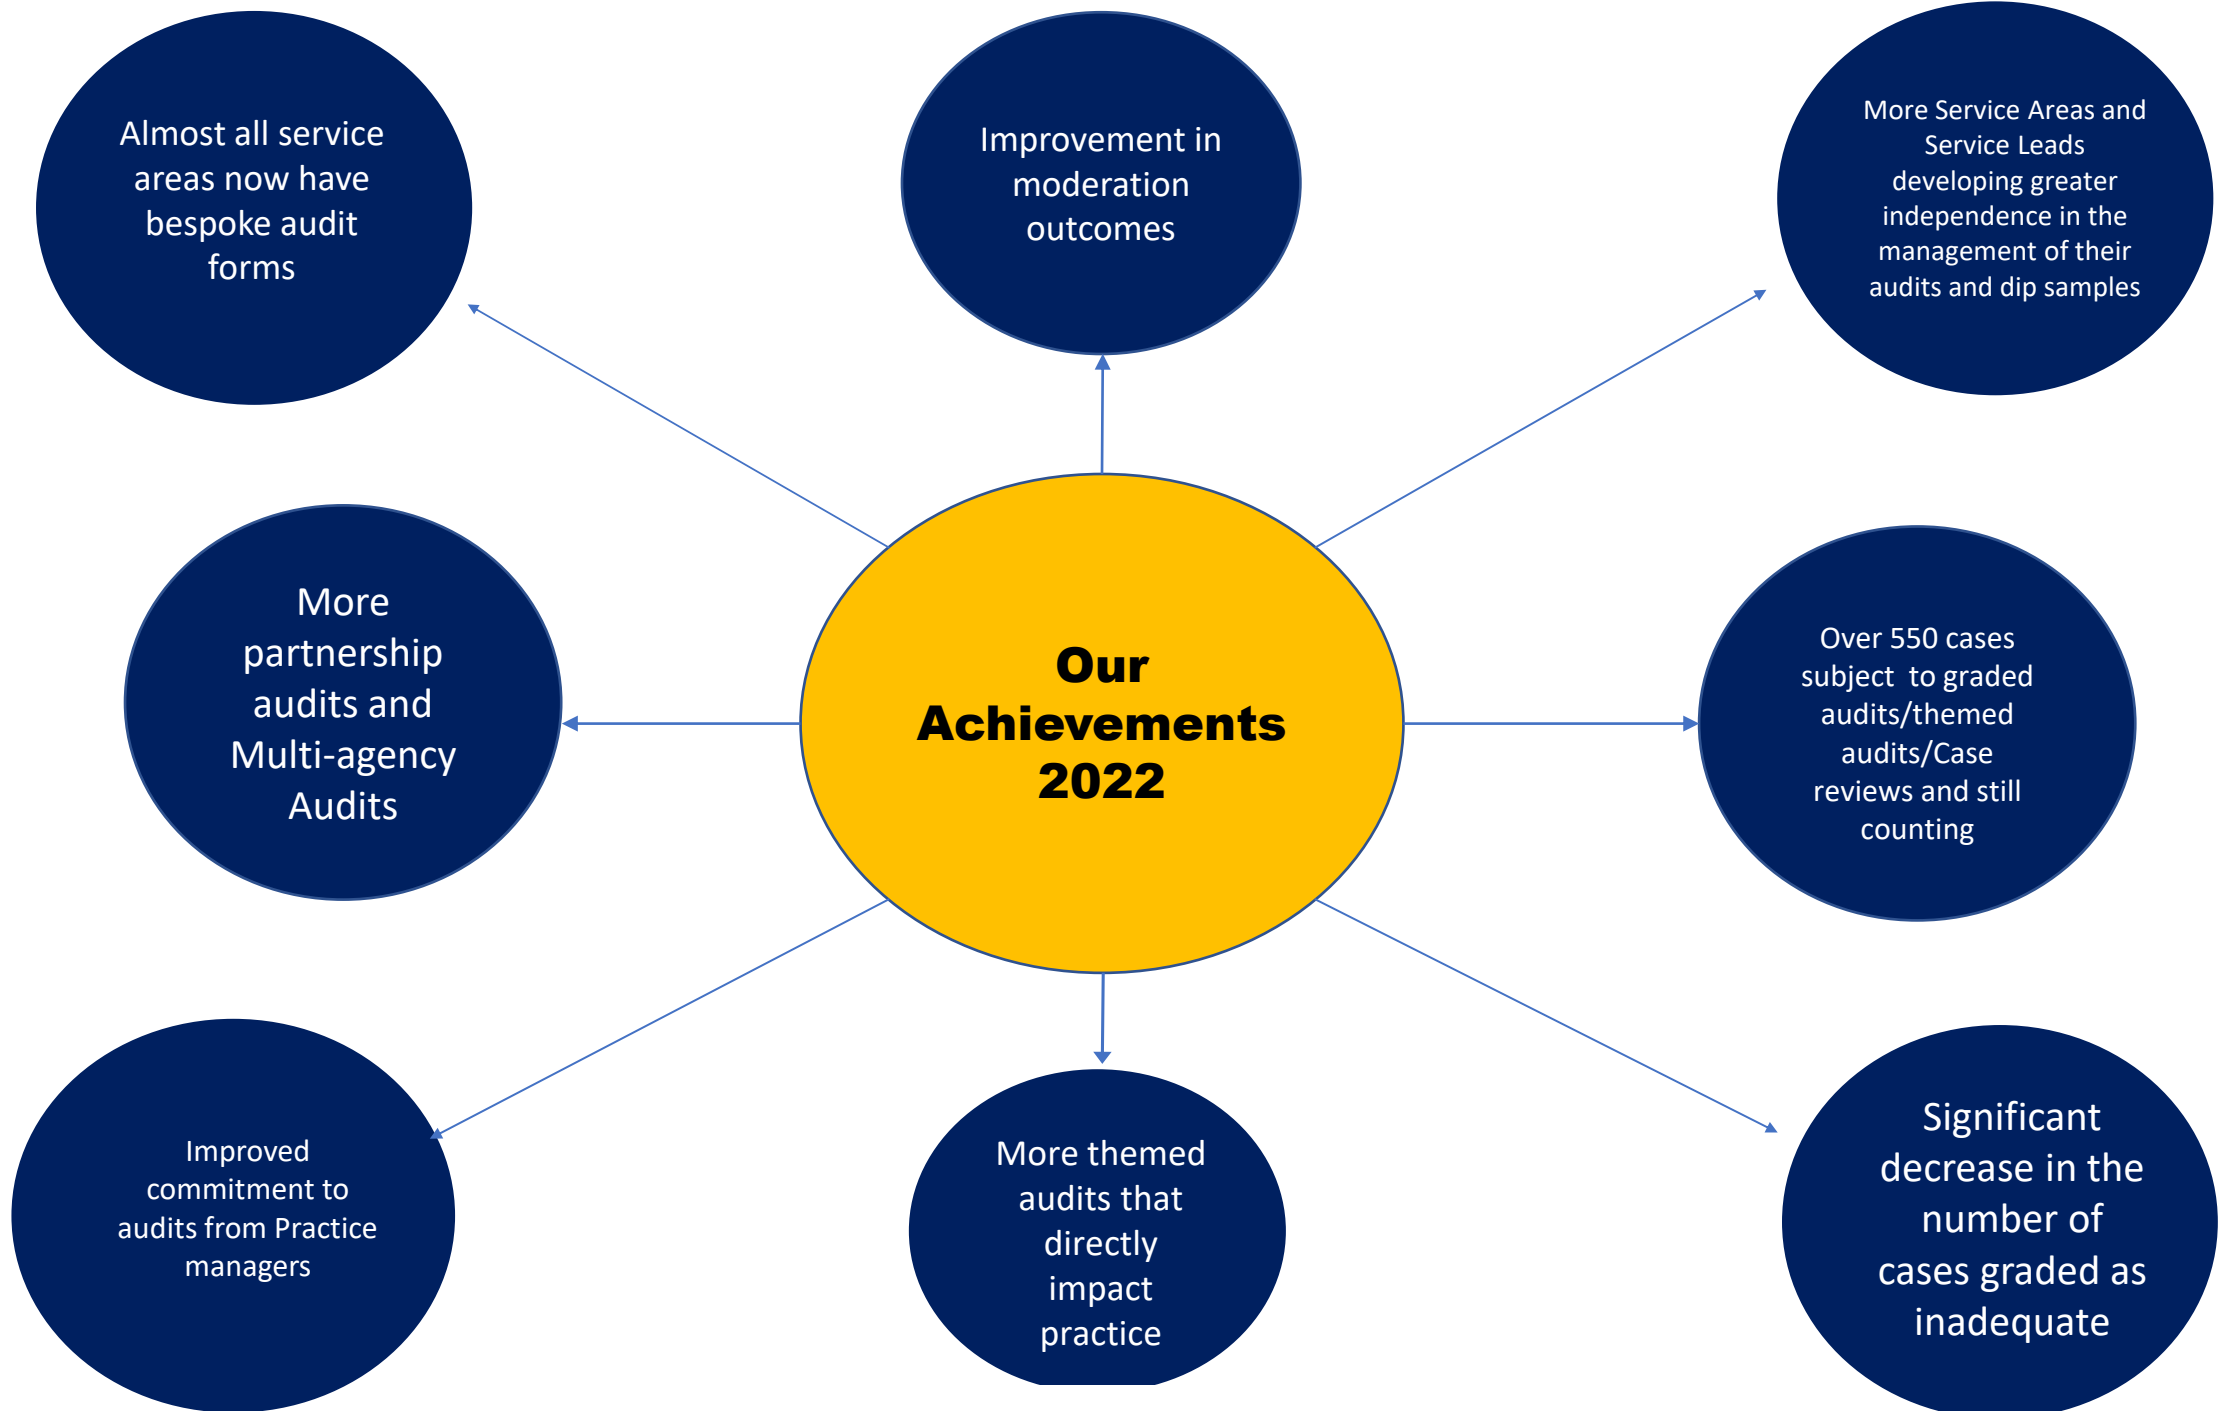 Almost all service
areas now have
bespoke audit
forms
Improvement in
moderation
outcomes
More Service Areas and
Service Leads
developing greater
independence in the
management of their
audits and dip samples
More
partnership
audits and
Multi-agency
Audits
Our
Achievements
2022
Over 550 cases
subject  to graded
audits/themed
audits/Case
reviews and still
counting
Improved
commitment to
audits from Practice
managers
More themed
audits that
directly
impact
practice
Significant
decrease in the
number of
cases graded as
inadequate